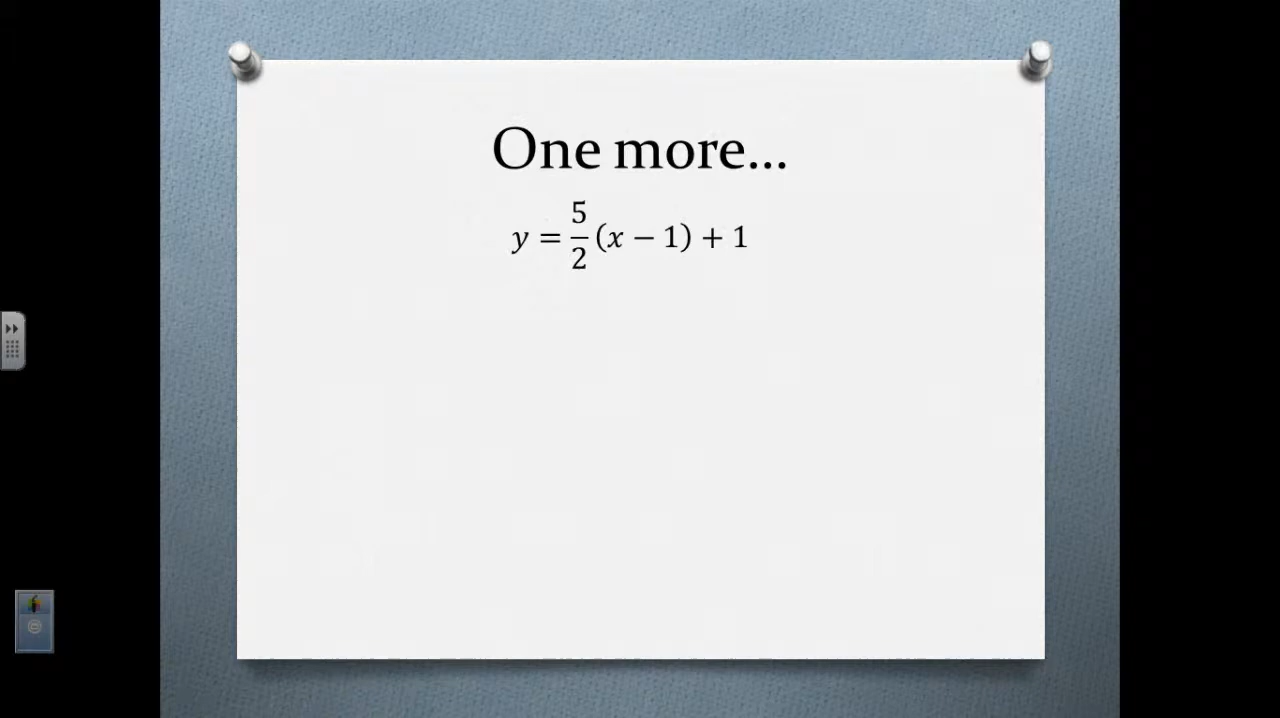 One more...
y = 5/2 (x − 1) + 1